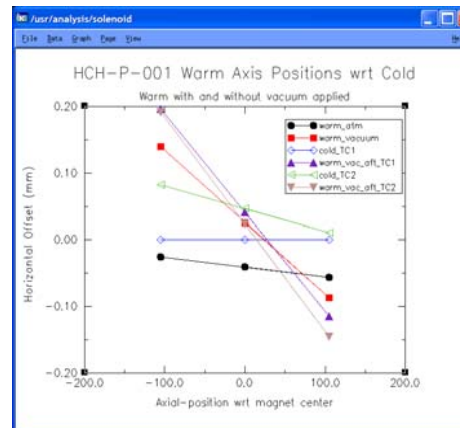 /usr/analysis/solenoid
File Data Graph Page View He
HCH-P-001 Warm Axis Positions wrt Cold
Warm with and without vacuum applied
0.20
0.10
0.00
-0.10
-0.20
Horizontal Offset (mm)
warm_atm
warm_vacuum
cold_TC1
warm_vac_aft_TC1
cold_TC2
warm_vac_aft_TC2
-200.0 -100.0 0.0 100.0 200.0
Axial-position wrt magnet center